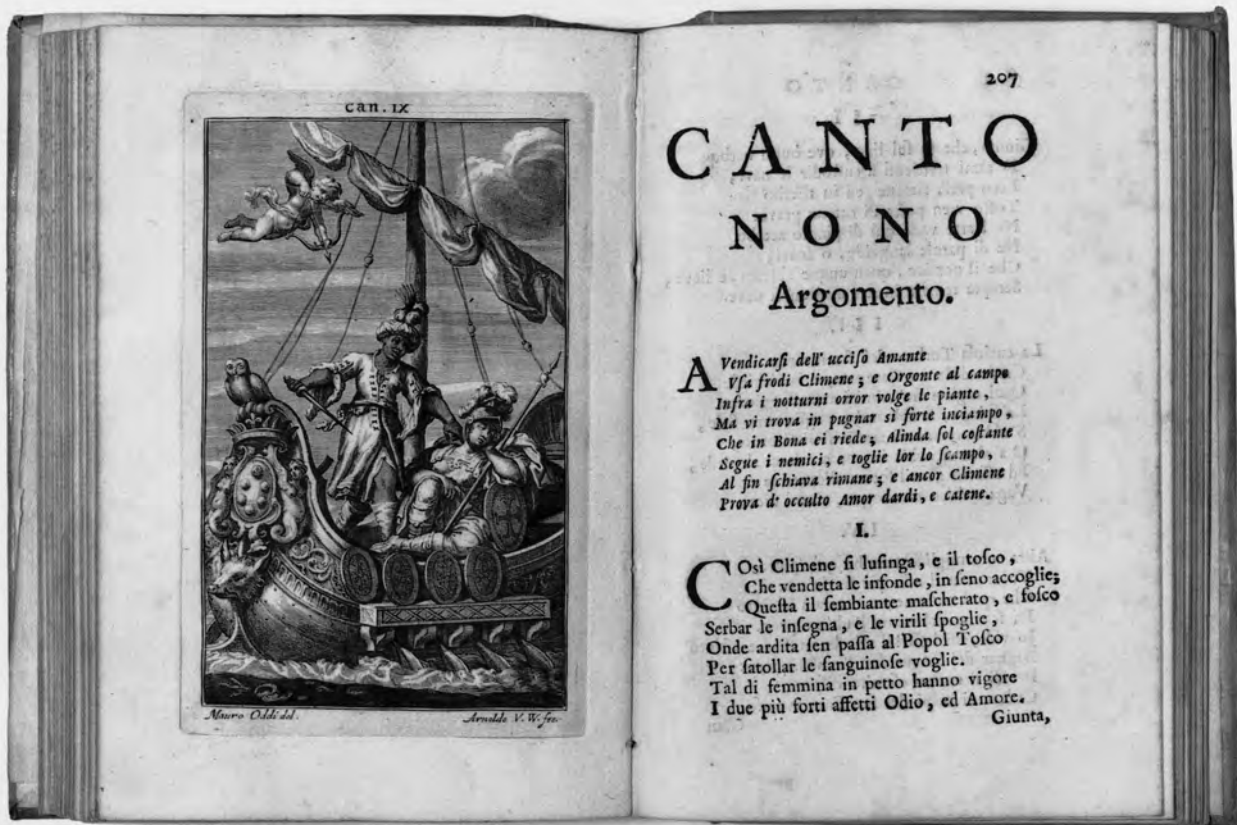 can. IX
Mauro Oddi del.
Arnoldo V. W. fec.
207
CANTO
NONO
Argomento.
A Vendicarſi dell' ucciſo Amante
Vſa frodi Climene; e Orgonte al campo
Infra i notturni orror volge le piante,
Ma vi trova in pugnar sì forte inciampo,
Che in Bona ei riede; Alinda ſol coſtante
Segue i nemici, e toglie lor lo ſcampo,
Al fin ſchiava rimane; e ancor Climene
Prova d' occulto Amor dardi, e catene.
I.
COsì Climene ſi luſinga, e il toſco,
Che vendetta le infonde, in ſeno accoglie;
Queſta il ſembiante maſcherato, e foſco
Serbar le inſegna, e le virili ſpoglie,
Onde ardita ſen paſſa al Popol Toſco
Per ſatollar le ſanguinoſe voglie.
Tal di femmina in petto hanno vigore
I due più forti affetti Odio, ed Amore.
Giunta,